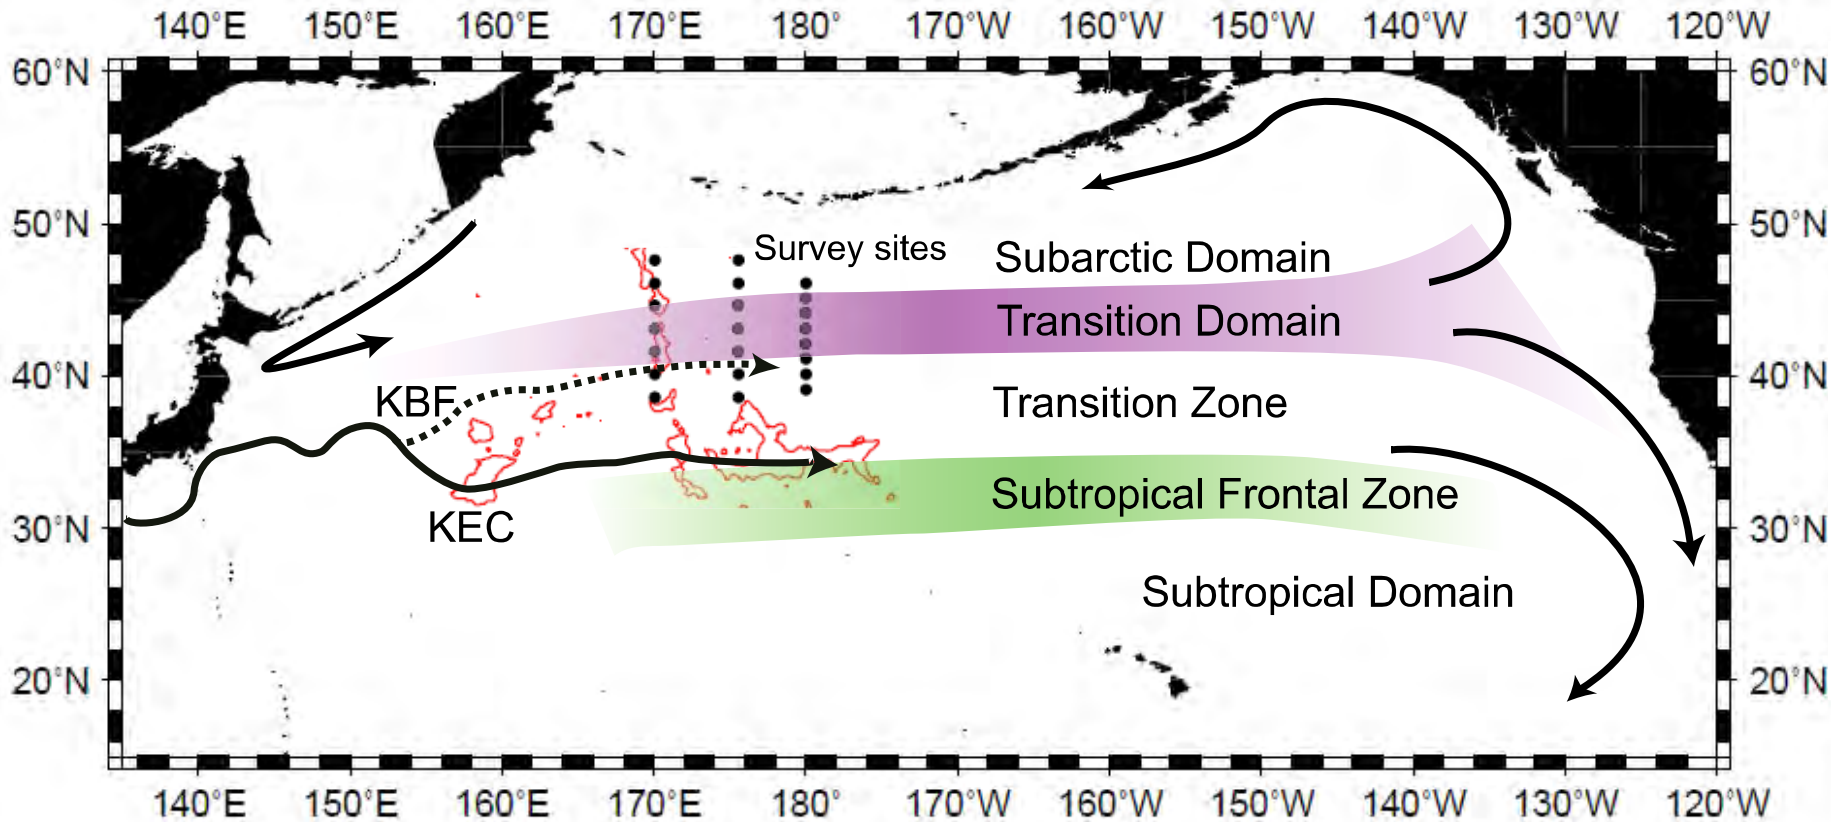 140°E 150°E 160°E 170°E 180° 170°W 160°W 150°W 140°W 130°W 120°W
60°N 60°N
50°N 50°N
Survey sites
Subarctic Domain
Transition Domain
40°N 40°N
KBF
Transition Zone
Subtropical Frontal Zone
KEC
30°N 30°N
Subtropical Domain
20°N 20°N
140°E 150°E 160°E 170°E 180° 170°W 160°W 150°W 140°W 130°W 120°W